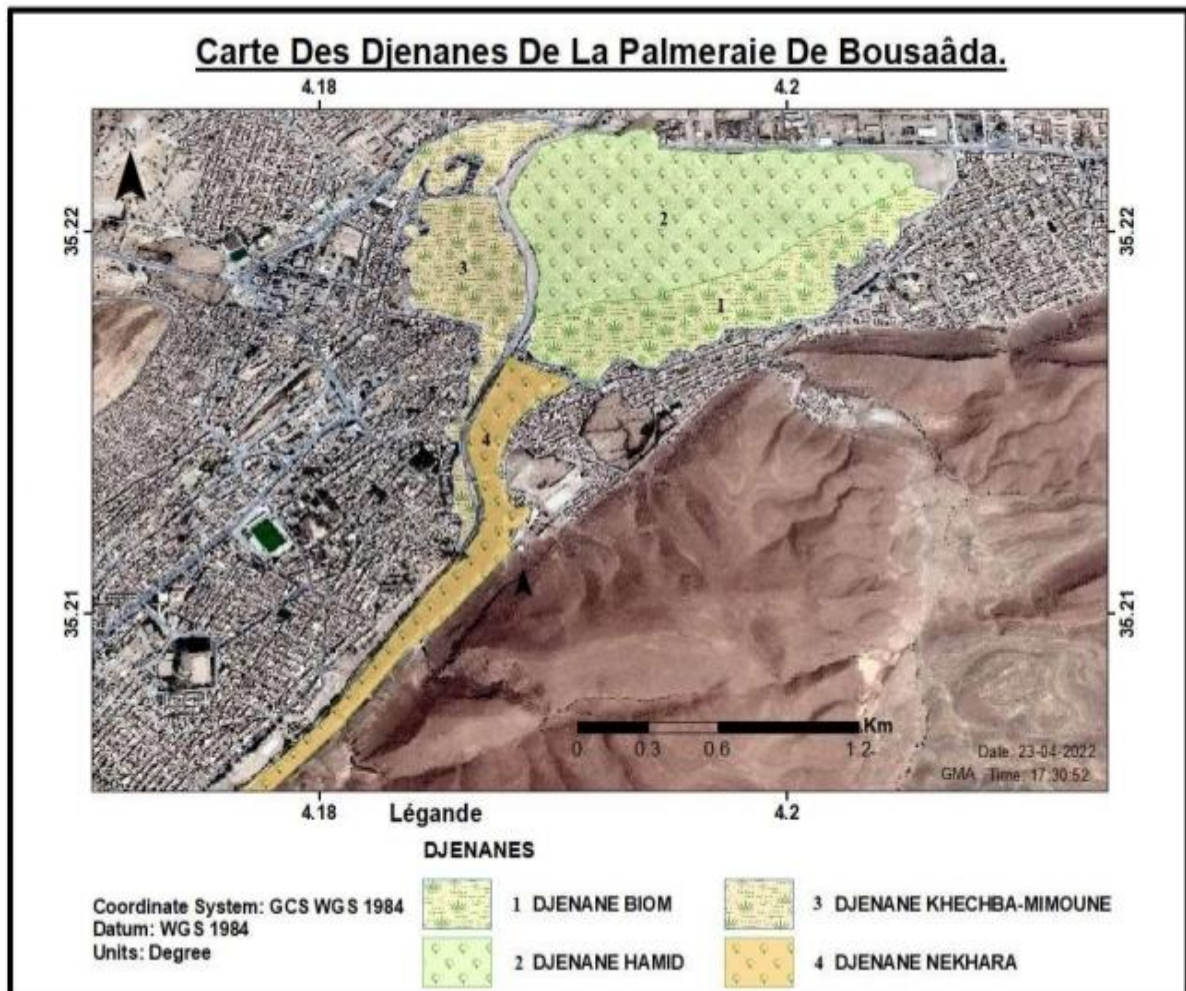 Carte Des Djenanes De La Palmeraie De Bousaâda.
4.18 4.2
N
35.22 35.22
2
3
1
4
35.21 35.21
Km
0 0.3 0.6 1.2
Date: 23-04-2022
GMA Time: 17:30:52
4.18 4.2
Légande
DJENANES
Coordinate System: GCS WGS 1984
Datum: WGS 1984
Units: Degree
1 DJENANE BIOM
2 DJENANE HAMID
3 DJENANE KHECHBA-MIMOUNE
4 DJENANE NEKHARA